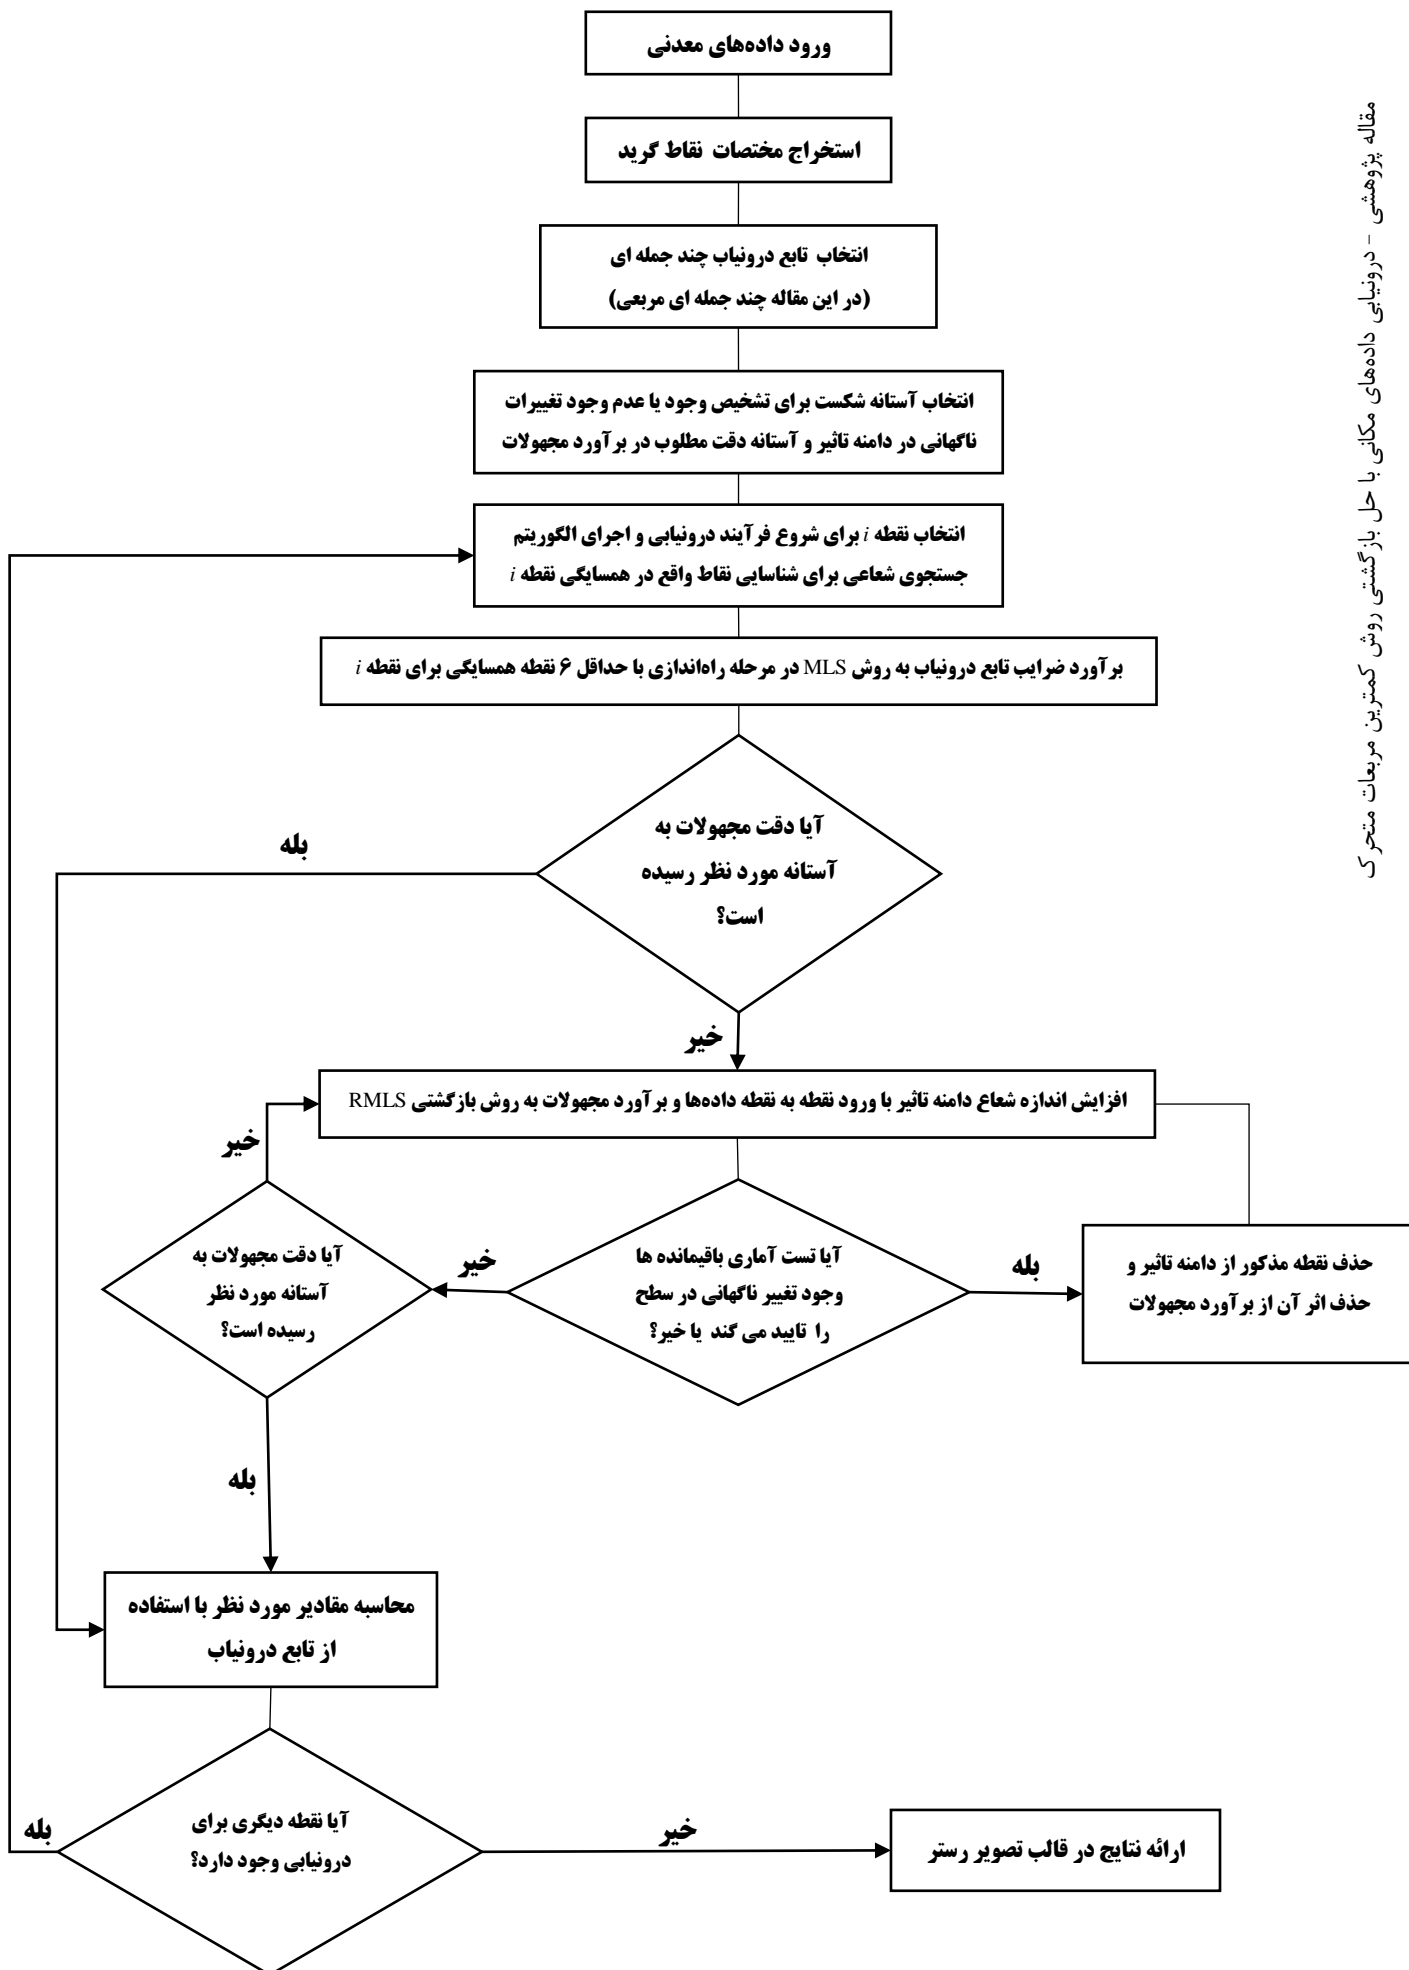 ورود داده‌های معدنی
استخراج مختصات نقاط گرید
انتخاب تابع درونیاب چند جمله ای
(در این مقاله چند جمله ای مربعی)
انتخاب آستانه شکست برای تشخیص وجود یا عدم وجود تغییرات
ناگهانی در دامنه تاثیر و آستانه دقت مطلوب در برآورد مجهولات
انتخاب نقطه i برای شروع فرآیند درونیابی و اجرای الگوریتم
جستجوی شعاعی برای شناسایی نقاط واقع در همسایگی نقطه i
برآورد ضرایب تابع درونیاب به روش MLS در مرحله راه‌اندازی با حداقل ۶ نقطه همسایگی برای نقطه i
آیا دقت مجهولات به
آستانه مورد نظر رسیده
است؟
بله
خیر
افزایش اندازه شعاع دامنه تاثیر با ورود نقطه به نقطه داده‌ها و برآورد مجهولات به روش بازگشتی RMLS
خیر
آیا تست آماری باقیمانده ها
وجود تغییر ناگهانی در سطح
را تایید می کند یا خیر؟
بله
حذف نقطه مذکور از دامنه تاثیر و
حذف اثر آن از برآورد مجهولات
خیر
آیا دقت مجهولات به
آستانه مورد نظر
رسیده است؟
بله
محاسبه مقادیر مورد نظر با استفاده
از تابع درونیاب
آیا نقطه دیگری برای
درونیابی وجود دارد؟
بله
خیر
ارائه نتایج در قالب تصویر رستر
مقاله پژوهشی - درونیابی داده‌های مکانی با حل بازگشتی روش کمترین مربعات متحرک